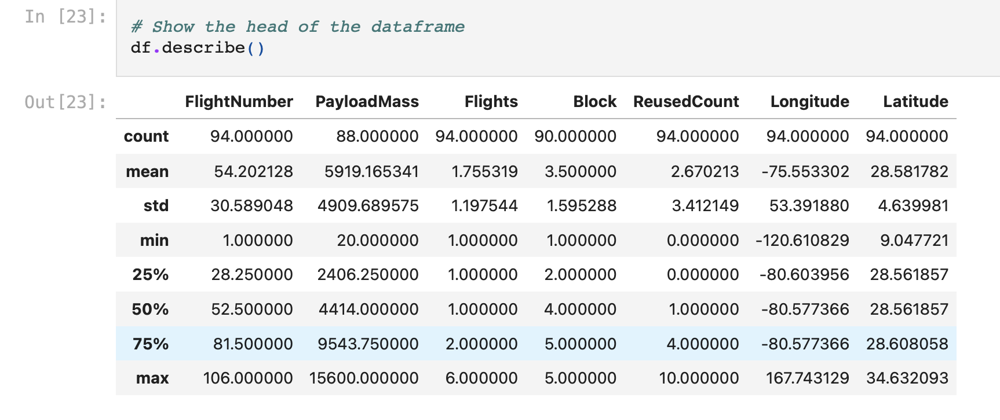 In [23]:
# Show the head of the dataframe
df.describe()
Out[23]:
FlightNumber PayloadMass Flights Block ReusedCount Longitude Latitude
count 94.000000 88.000000 94.000000 90.000000 94.000000 94.000000 94.000000
mean 54.202128 5919.165341 1.755319 3.500000 2.670213 -75.553302 28.581782
std 30.589048 4909.689575 1.197544 1.595288 3.412149 53.391880 4.639981
min 1.000000 20.000000 1.000000 1.000000 0.000000 -120.610829 9.047721
25% 28.250000 2406.250000 1.000000 2.000000 0.000000 -80.603956 28.561857
50% 52.500000 4414.000000 1.000000 4.000000 1.000000 -80.577366 28.561857
75% 81.500000 9543.750000 2.000000 5.000000 4.000000 -80.577366 28.608058
max 106.000000 15600.000000 6.000000 5.000000 10.000000 167.743129 34.632093